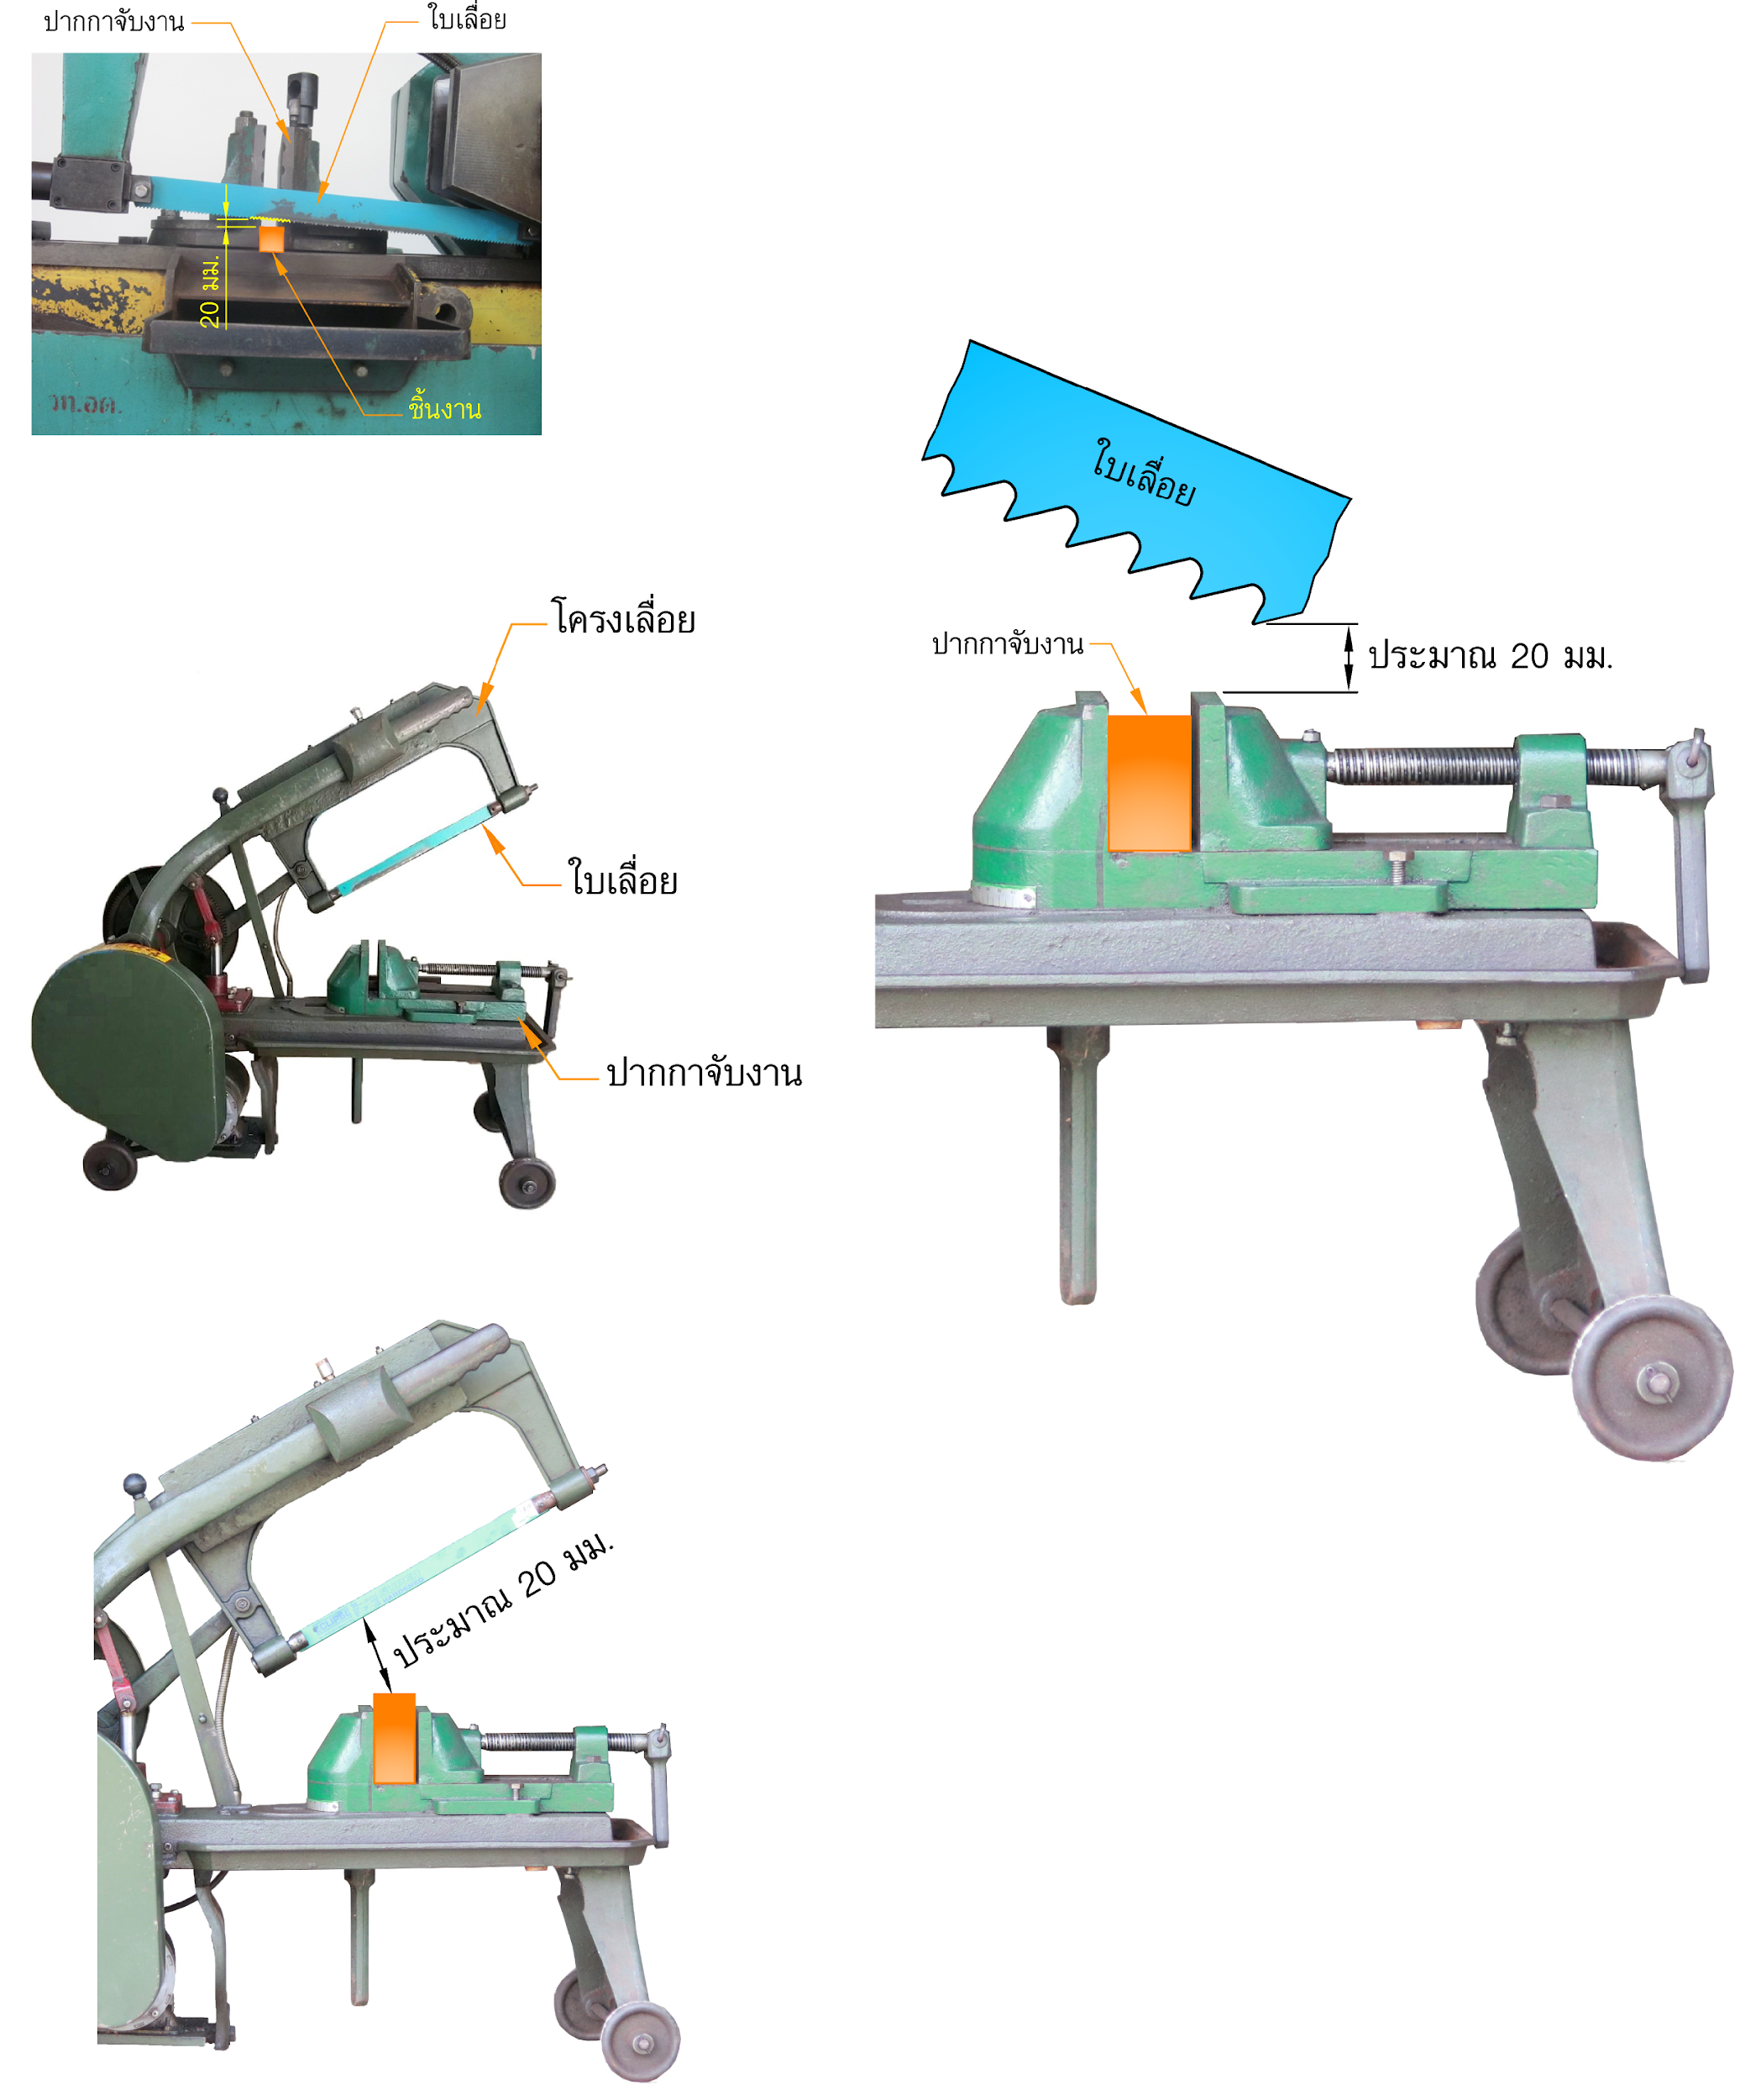 ปากกาจับงาน
ใบเลื่อย
20 มม.
ชิ้นงาน
วท.อด.
ใบเลื่อย
ปากกาจับงาน
ประมาณ 20 มม.
โครงเลื่อย
ใบเลื่อย
ปากกาจับงาน
ประมาณ 20 มม.